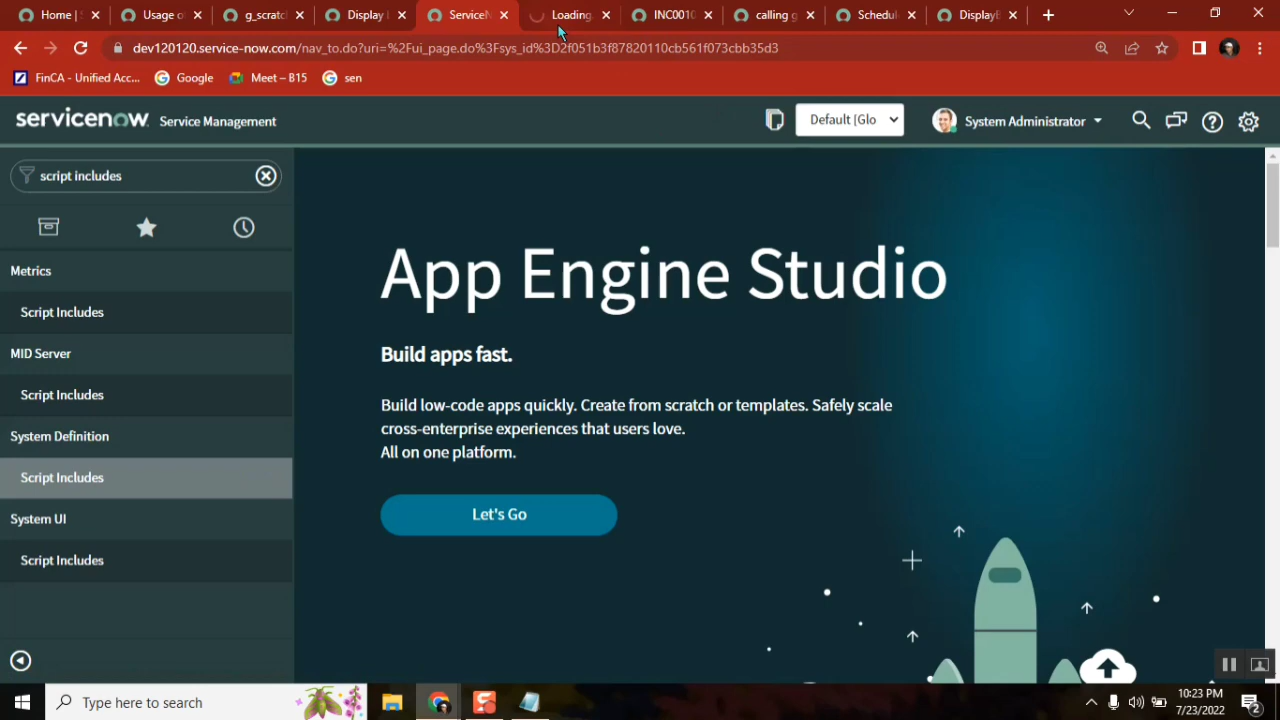 Home | S
Usage o
g_scratc
Display
ServiceN
Loading
INC0010
calling g
Schedul
DisplayB
dev120120.service-now.com/nav_to.do?uri=%2Fui_page.do%3Fsys_id%3D2f051b3f87820110cb561f073cbb35d3
FinCA - Unified Acc...
Google
Meet – B15
sen
servicenow
Service Management
Default [Glo
System Administrator
script includes
Metrics
Script Includes
MID Server
Script Includes
System Definition
Script Includes
System UI
Script Includes
App Engine Studio
Build apps fast.
Build low-code apps quickly. Create from scratch or templates. Safely scale
cross-enterprise experiences that users love.
All on one platform.
Let's Go
Type here to search
10:23 PM
7/23/2022
2